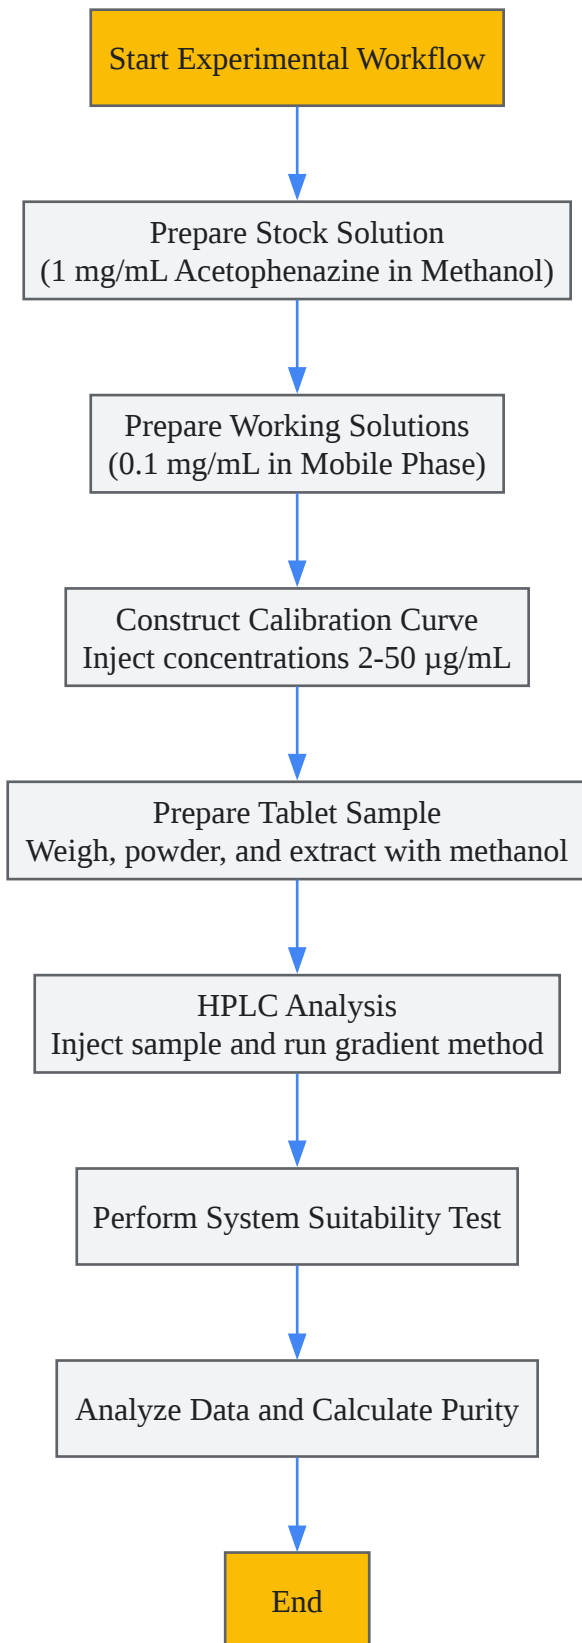 Start Experimental Workflow
Prepare Stock Solution
(1 mg/mL Acetophenazine in Methanol)
Prepare Working Solutions
(0.1 mg/mL in Mobile Phase)
Construct Calibration Curve
Inject concentrations 2-50 µg/mL
Prepare Tablet Sample
Weigh, powder, and extract with methanol
HPLC Analysis
Inject sample and run gradient method
Perform System Suitability Test
Analyze Data and Calculate Purity
End